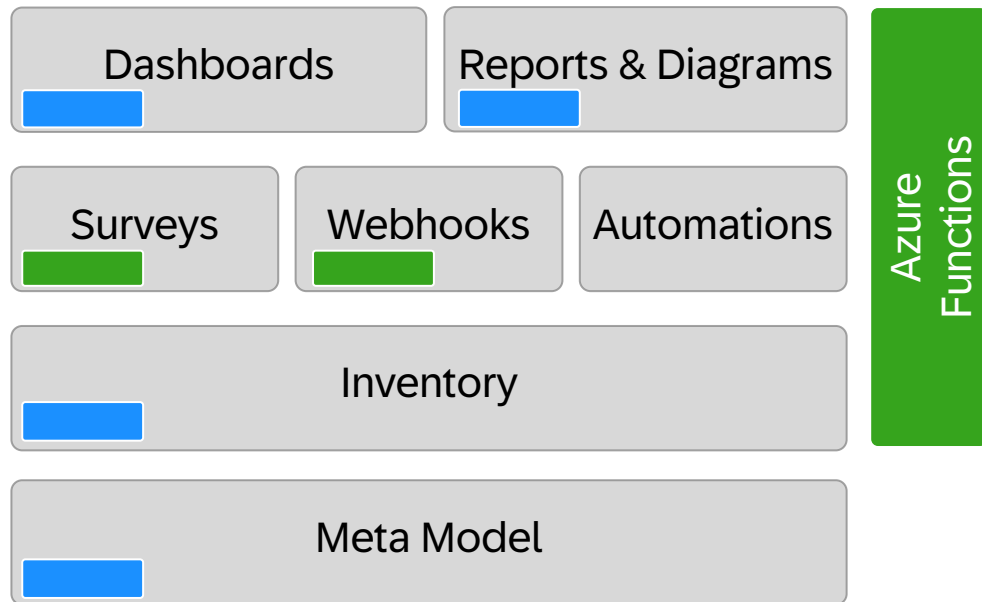 Dashboards
Reports & Diagrams
Surveys
Webhooks
Automations
Inventory
Meta Model
Azure
Functions